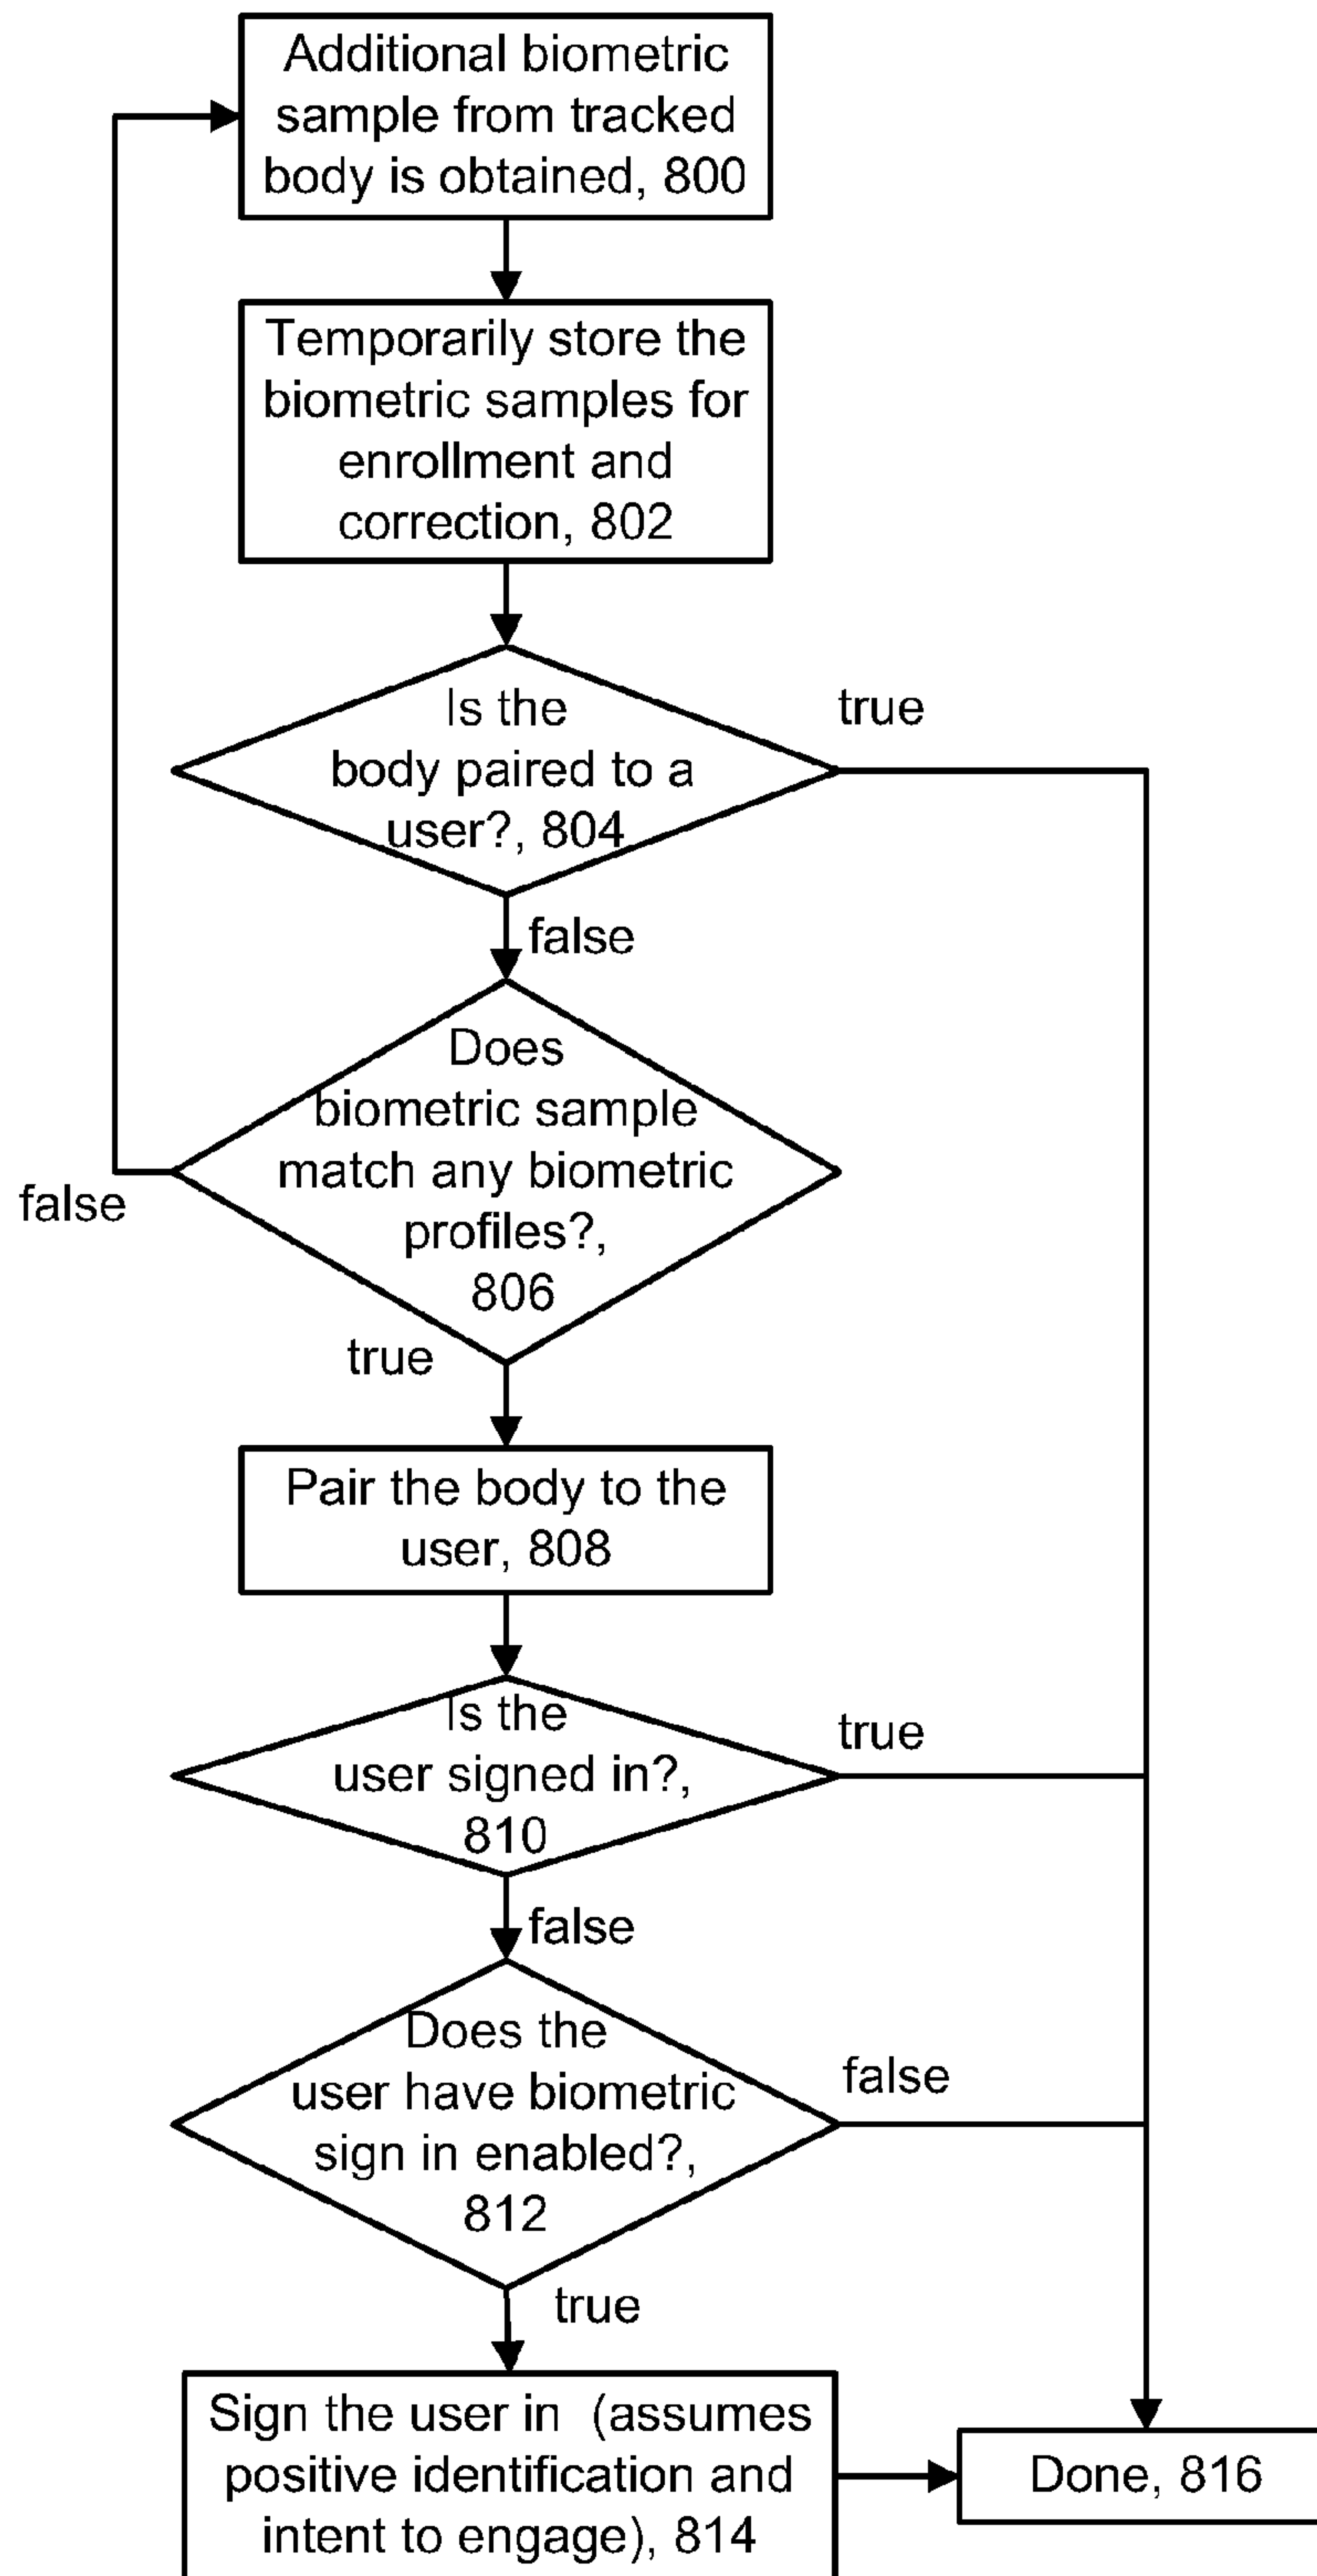 Additional biometric
sample from tracked
body is obtained, 800
Temporarily store the
biometric samples for
enrollment and
correction, 802
Is the
body paired to a
user?, 804
true
false
Does
biometric sample
match any biometric
profiles?,
806
false
true
Pair the body to the
user, 808
Is the
user signed in?,
810
true
false
Does the
user have biometric
sign in enabled?,
812
false
true
Sign the user in (assumes
positive identification and
intent to engage), 814
Done, 816